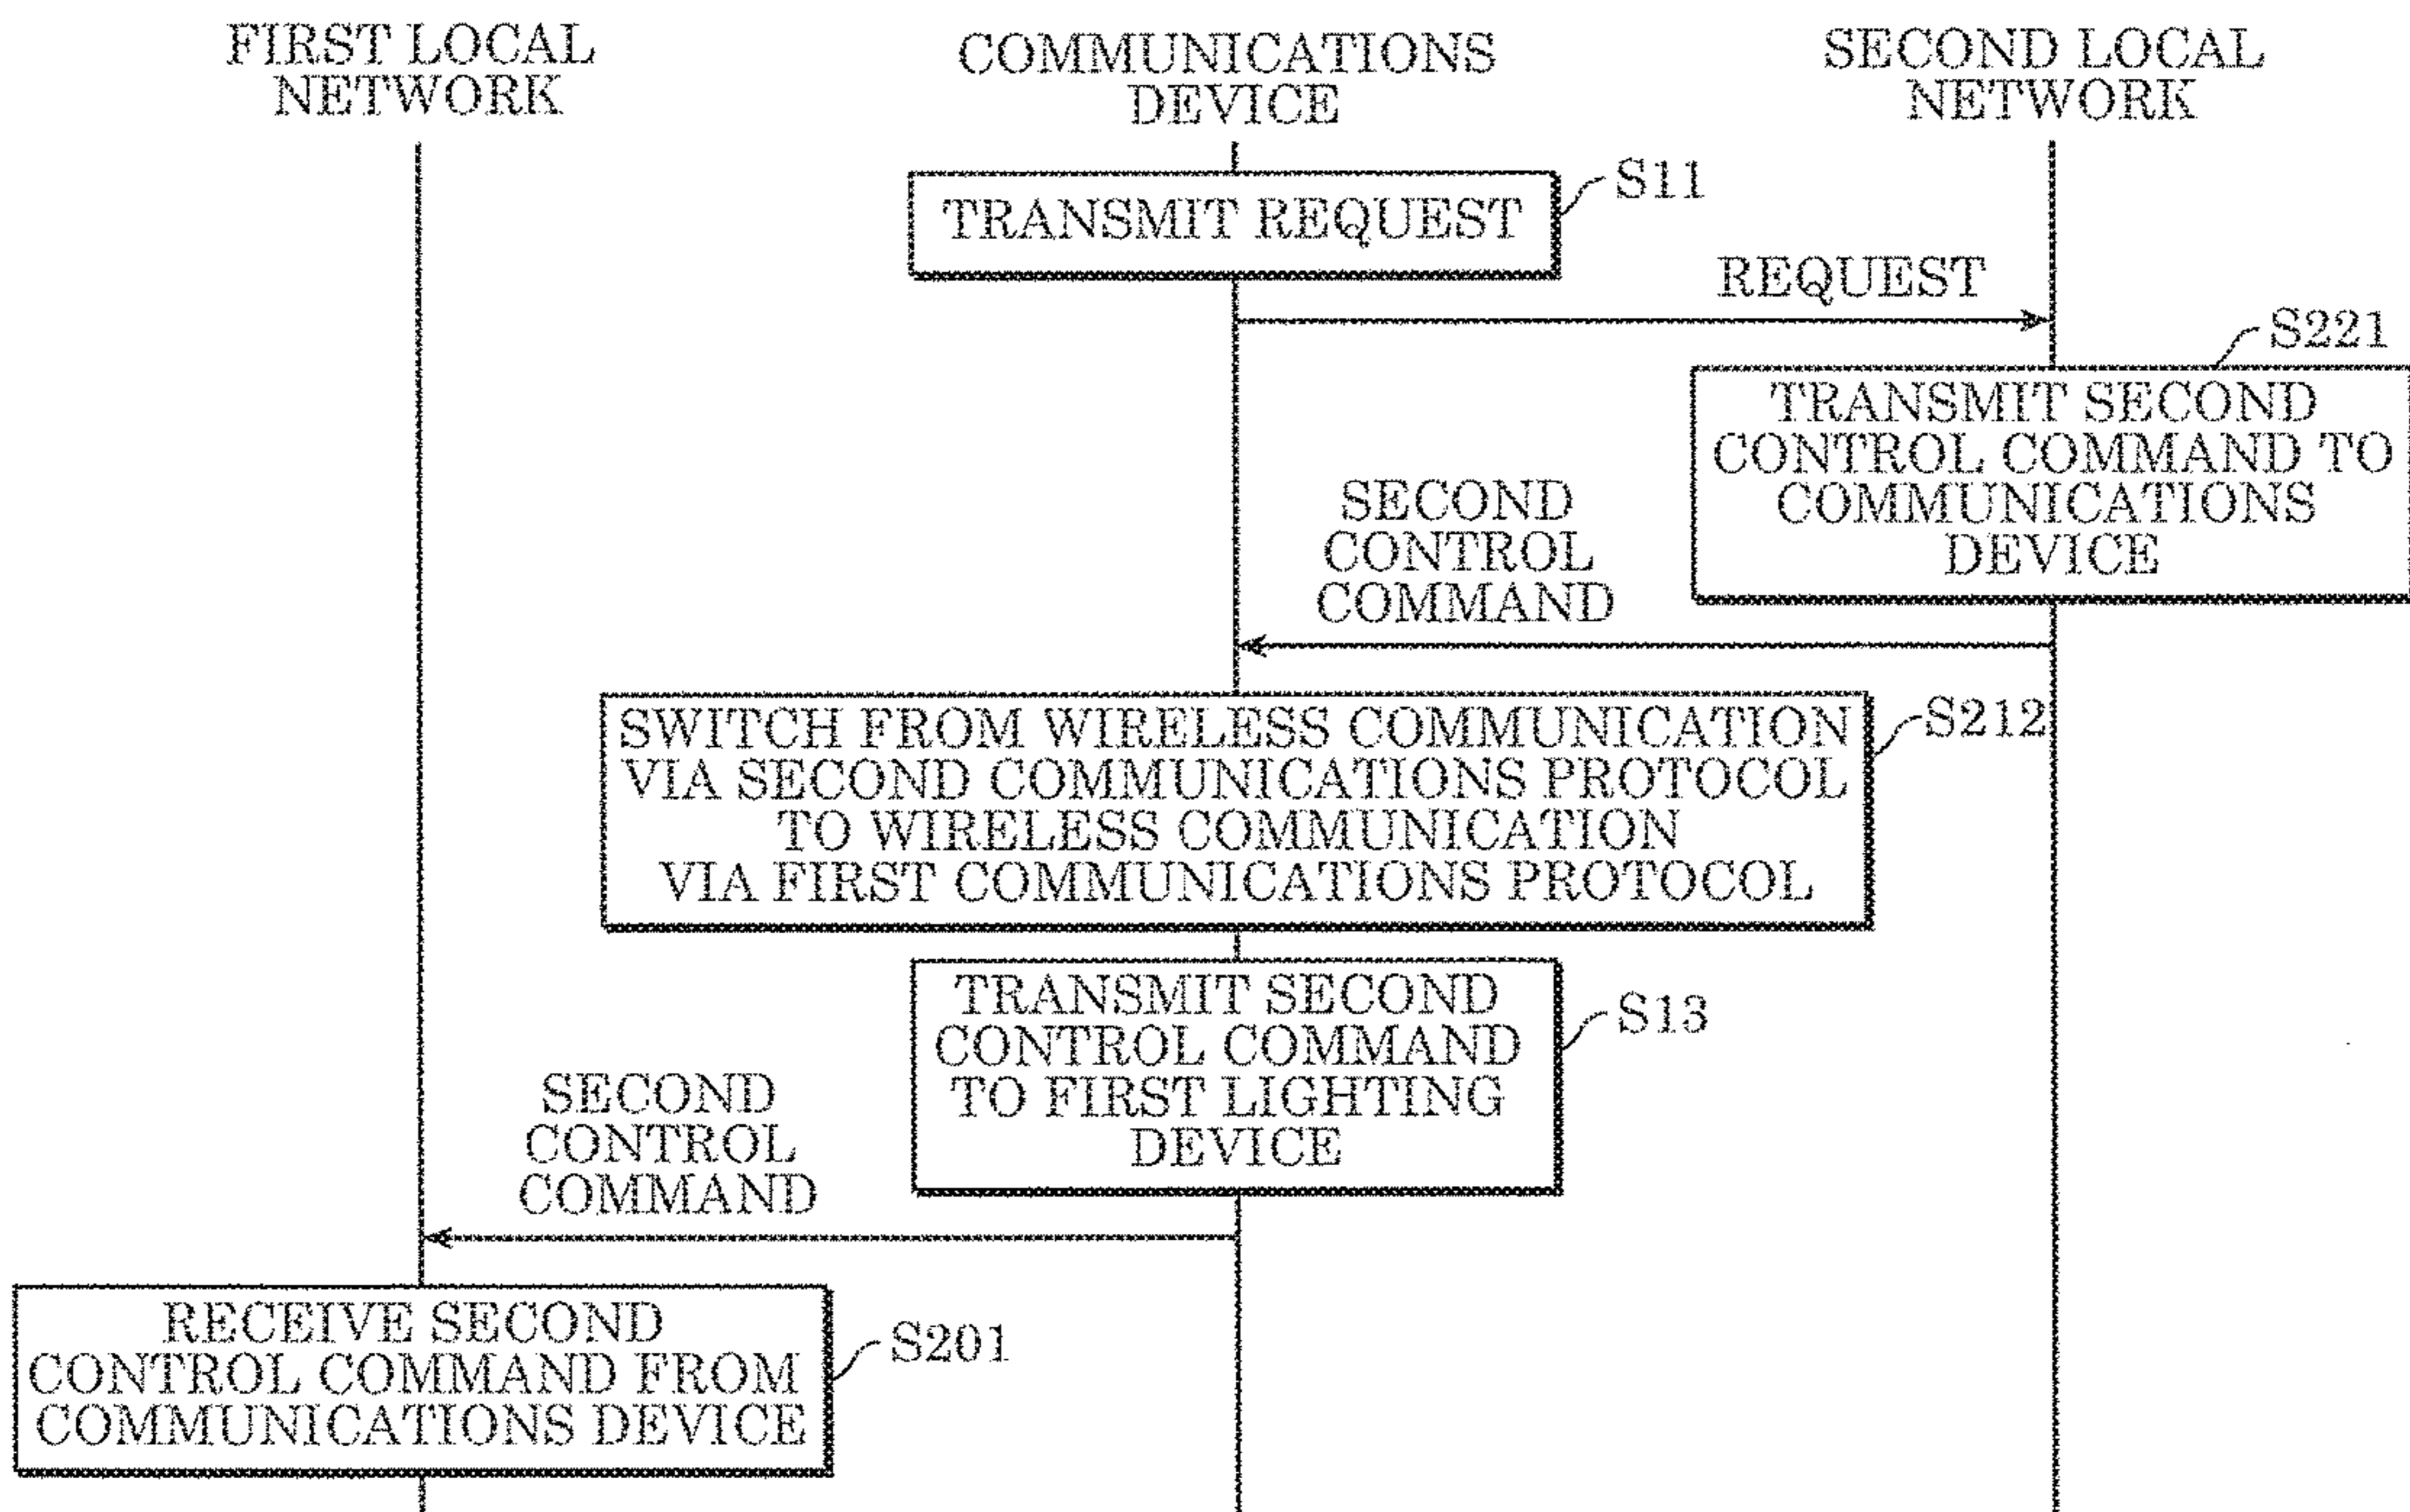 FIRST LOCAL
NETWORK
COMMUNICATIONS
DEVICE
SECOND LOCAL
NETWORK
TRANSMIT REQUEST
S11
REQUEST
S221
TRANSMIT SECOND
CONTROL COMMAND TO
COMMUNICATIONS
DEVICE
SECOND
CONTROL
COMMAND
SWITCH FROM WIRELESS COMMUNICATION
VIA SECOND COMMUNICATIONS PROTOCOL
TO WIRELESS COMMUNICATION
VIA FIRST COMMUNICATIONS PROTOCOL
S212
TRANSMIT SECOND
CONTROL COMMAND
TO FIRST LIGHTING
DEVICE
S13
SECOND
CONTROL
COMMAND
RECEIVE SECOND
CONTROL COMMAND FROM
COMMUNICATIONS DEVICE
S201